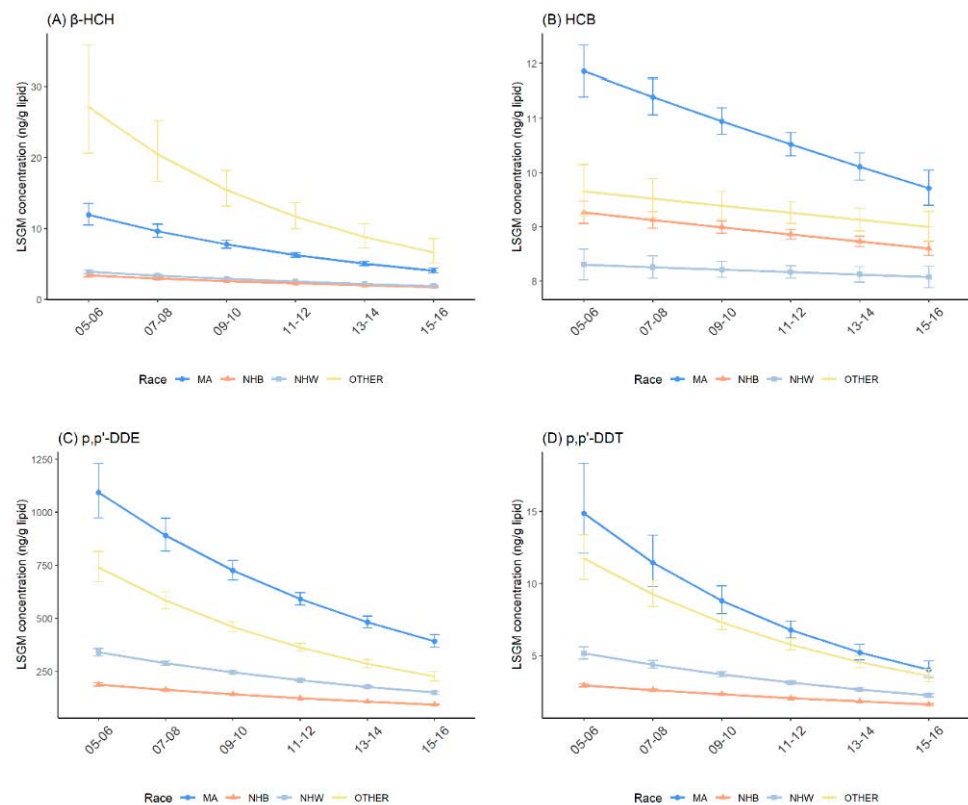 (A) β-HCH
LSGM concentration (ng/g lipid)
30
20
10
0
05-06 07-08 09-10 11-12 13-14 15-16
Race MA NHB NHW OTHER
(B) HCB
LSGM concentration (ng/g lipid)
12
11
10
9
8
05-06 07-08 09-10 11-12 13-14 15-16
Race MA NHB NHW OTHER
(C) p,p'-DDE
LSGM concentration (ng/g lipid)
1250
1000
750
500
250
05-06 07-08 09-10 11-12 13-14 15-16
Race MA NHB NHW OTHER
(D) p,p'-DDT
LSGM concentration (ng/g lipid)
15
10
5
05-06 07-08 09-10 11-12 13-14 15-16
Race MA NHB NHW OTHER